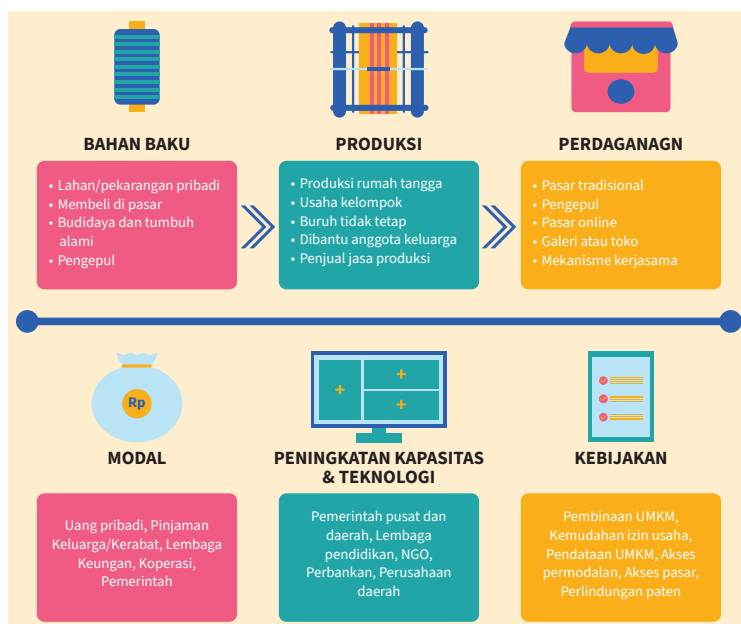 BAHAN BAKU
• Lahan/pekarangan pribadi
• Membeli di pasar
• Budidaya dan tumbuh
alami
• Pengepul
PRODUKSI
• Produksi rumah tangga
• Usaha kelompok
• Buruh tidak tetap
• Dibantu anggota keluarga
• Penjual jasa produksi
PERDAGANAGN
• Pasar tradisional
• Pengepul
• Pasar online
• Galeri atau toko
• Mekanisme kerjasama
Rp
MODAL
Uang pribadi, Pinjaman
Keluarga/Kerabat, Lembaga
Keungan, Koperasi,
Pemerintah
PENINGKATAN KAPASITAS
& TEKNOLOGI
Pemerintah pusat dan
daerah, Lembaga
pendidikan, NGO,
Perbankan, Perusahaan
daerah
KEBIJAKAN
Pembinaan UMKM,
Kemudahan izin usaha,
Pendataan UMKM, Akses
permodalan, Akses pasar,
Perlindungan paten